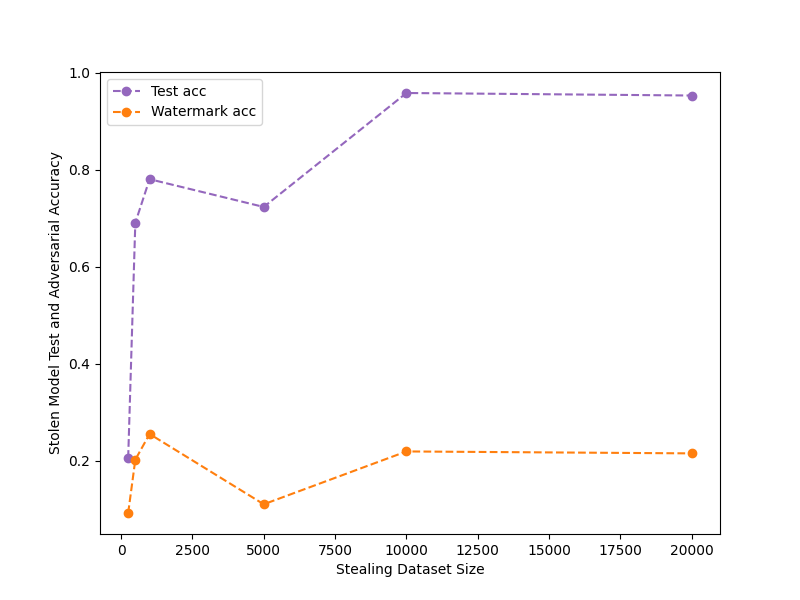 Test acc
Watermark acc
1.0
0.8
0.6
0.4
0.2
Stolen Model Test and Adversarial Accuracy
0 2500 5000 7500 10000 12500 15000 17500 20000
Stealing Dataset Size